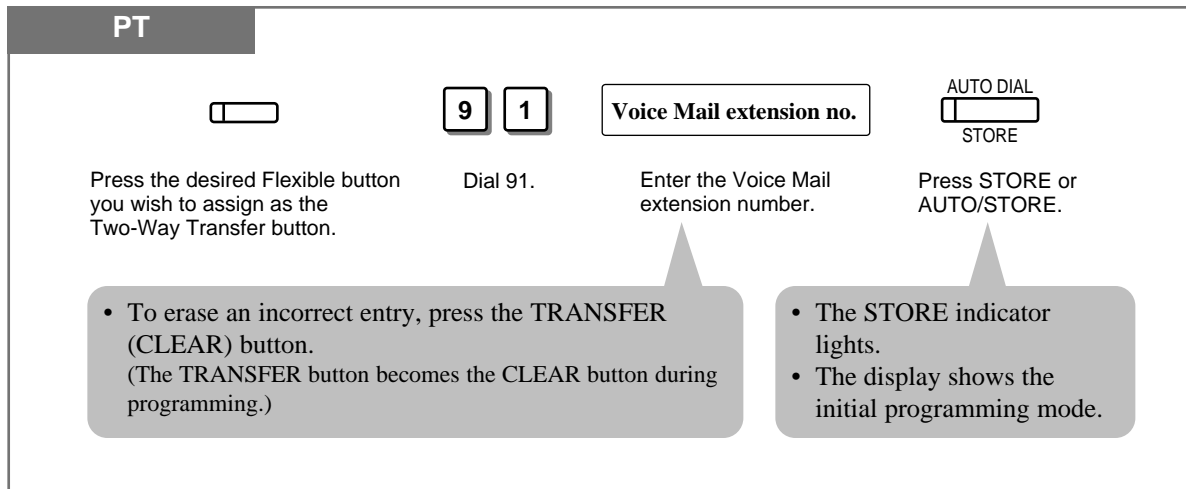 PT
9 1
Voice Mail extension no.
AUTO DIAL
STORE
Press the desired Flexible button
you wish to assign as the
Two-Way Transfer button.
Dial 91.
Enter the Voice Mail
extension number.
Press STORE or
AUTO/STORE.
• To erase an incorrect entry, press the TRANSFER
(CLEAR) button.
(The TRANSFER button becomes the CLEAR button during
programming.)
• The STORE indicator
lights.
• The display shows the
initial programming mode.